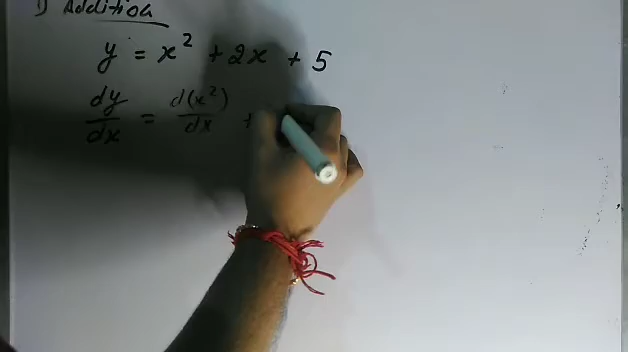 1) Addition
y = x² + 2x + 5
dy/dx = d(x²)/dx +